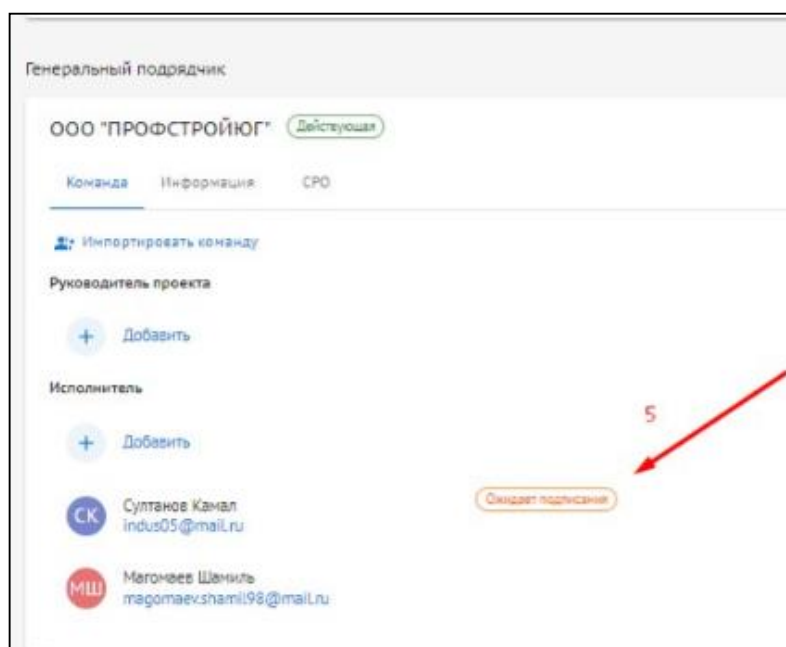 Генеральный подрядчик
ООО "ПРОФСТРОЙЮГ" Действующая
Команда Информация СРО
Импортировать команду
Руководитель проекта
+ Добавить
Исполнитель
5
+ Добавить
СК Султанов Камал Ожидает подписания
indus05@mail.ru
МШ Магомаев Шамиль
magomaev.shamil98@mail.ru